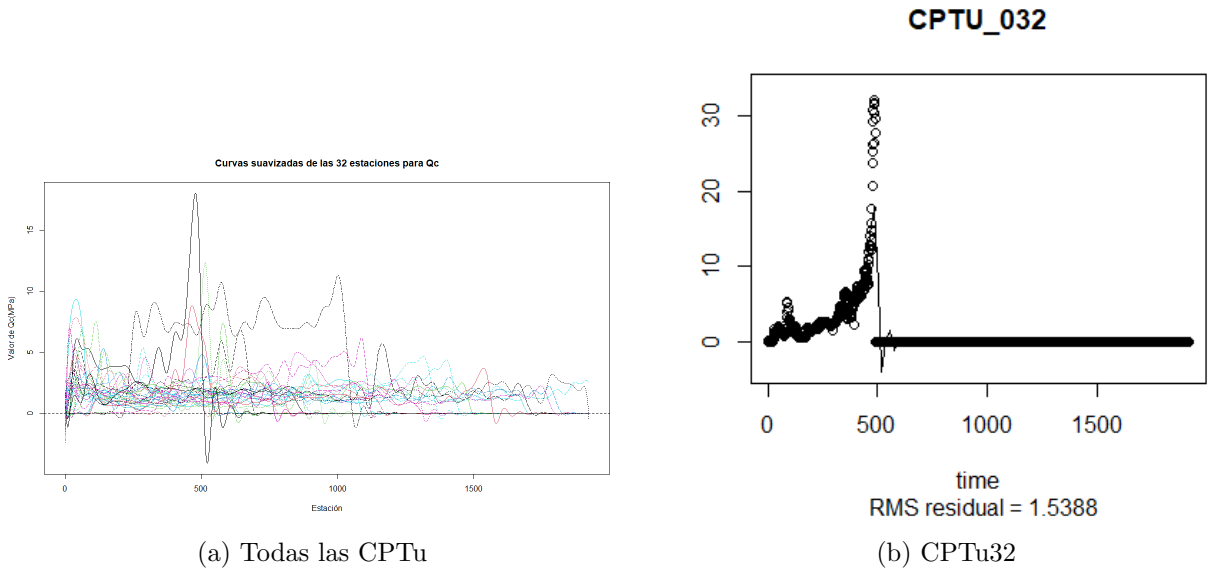 CPTU_032
Curvas suavizadas de las 32 estaciones para Qc
Valor de Qc(MPa)
15
10
5
0
0
500
1000
1500
Estación
30
20
10
0
0
500
1000
1500
time
RMS residual = 1.5388
(a) Todas las CPTu
(b) CPTu32